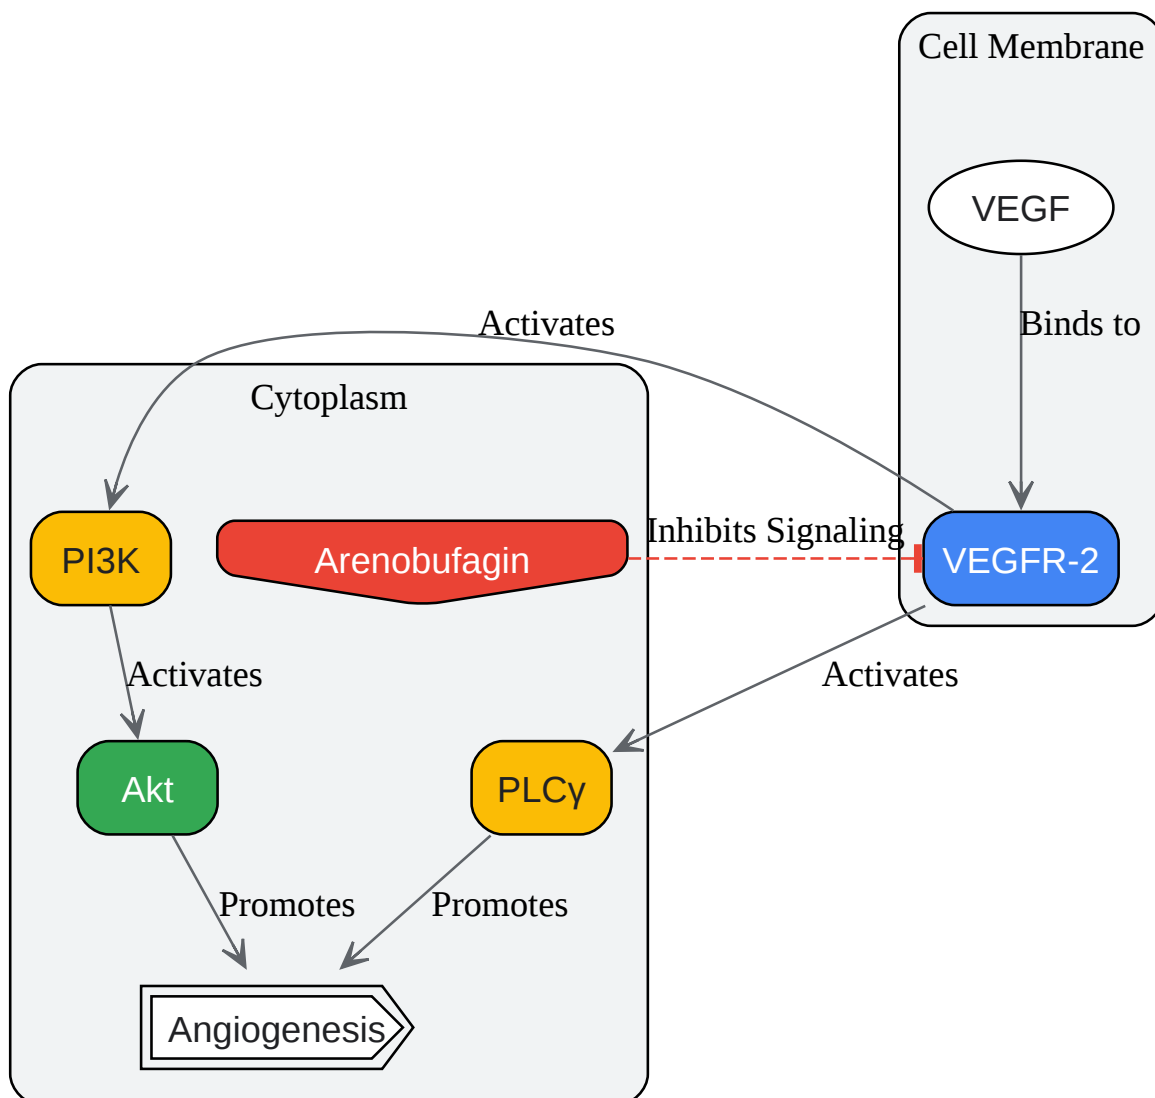 Cell Membrane
VEGF
Activates
Binds to
Cytoplasm
Inhibits Signaling
PI3K
Arenobufagin
VEGFR-2
Activates
Activates
Akt
PLCγ
Promotes
Promotes
Angiogenesis